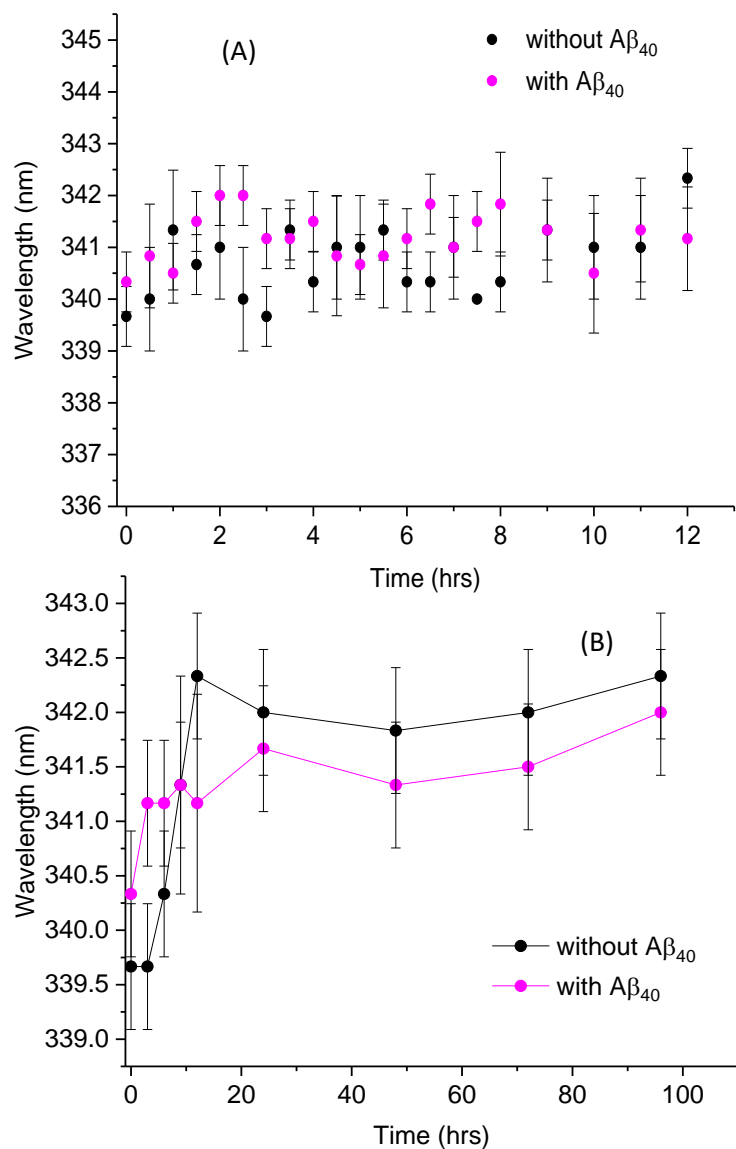 (A)
without Aβ40
with Aβ40
345
344
343
342
341
340
339
338
337
336
Wavelength (nm)
0 2 4 6 8 10 12
Time (hrs)
(B)
343.0
342.5
342.0
341.5
341.0
340.5
340.0
339.5
339.0
Wavelength (nm)
without Aβ40
with Aβ40
0 20 40 60 80 100
Time (hrs)